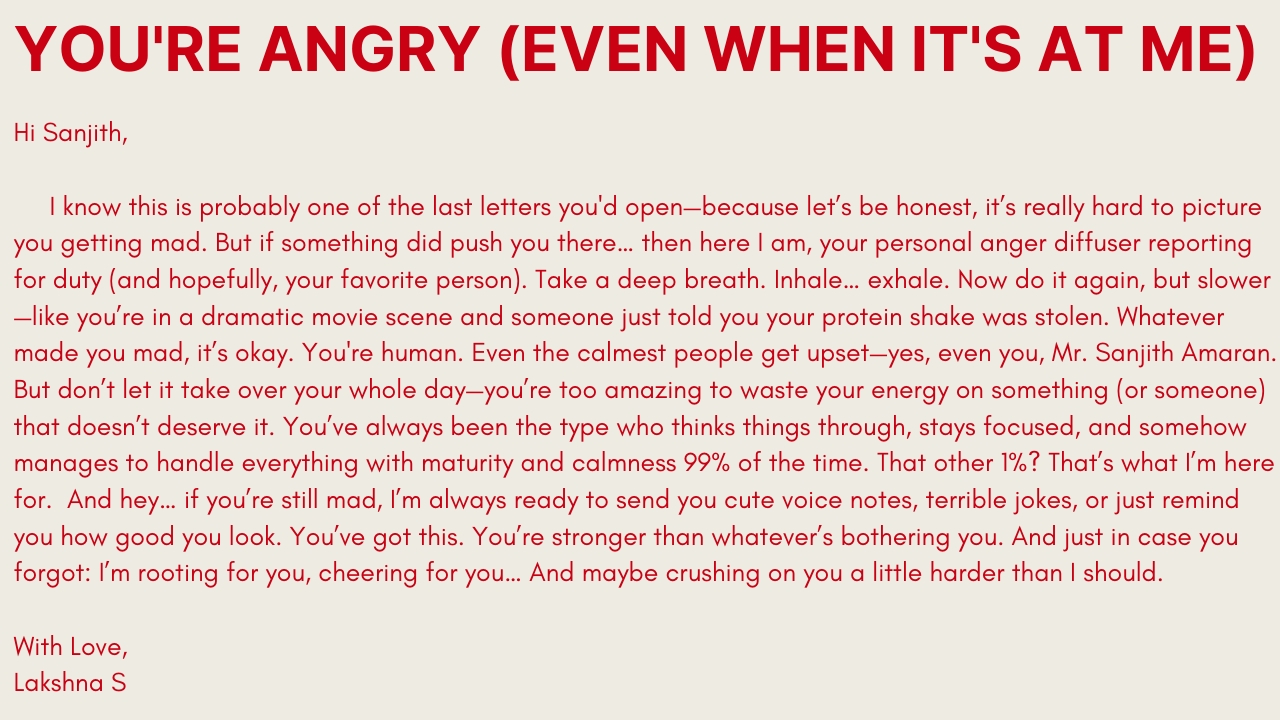 YOU'RE ANGRY (EVEN WHEN IT'S AT ME)
Hi Sanjith,
I know this is probably one of the last letters you'd open—because let’s be honest, it’s really hard to picture
you getting mad. But if something did push you there… then here I am, your personal anger diffuser reporting
for duty (and hopefully, your favorite person). Take a deep breath. Inhale… exhale. Now do it again, but slower
—like you’re in a dramatic movie scene and someone just told you your protein shake was stolen. Whatever
made you mad, it’s okay. You're human. Even the calmest people get upset—yes, even you, Mr. Sanjith Amaran.
But don’t let it take over your whole day—you’re too amazing to waste your energy on something (or someone)
that doesn’t deserve it. You’ve always been the type who thinks things through, stays focused, and somehow
manages to handle everything with maturity and calmness 99% of the time. That other 1%? That’s what I’m here
for.  And hey… if you’re still mad, I’m always ready to send you cute voice notes, terrible jokes, or just remind
you how good you look. You’ve got this. You’re stronger than whatever’s bothering you. And just in case you
forgot: I’m rooting for you, cheering for you… And maybe crushing on you a little harder than I should.
With Love,
Lakshna S